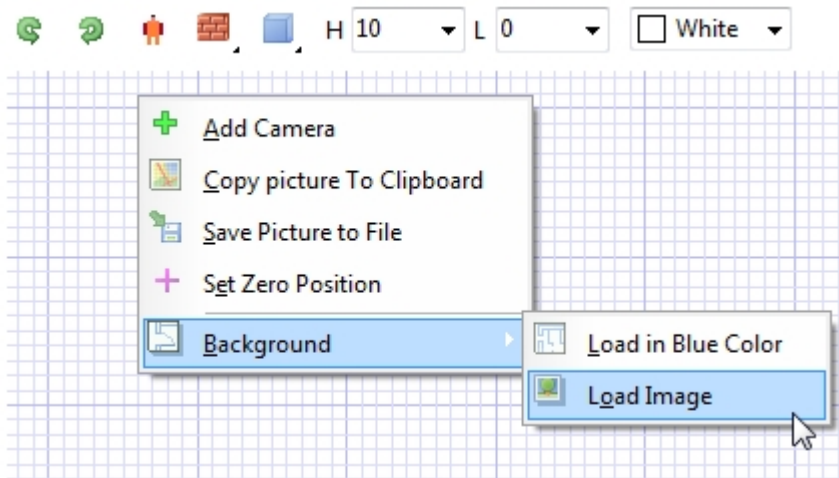 H 10 L 0 White
Add Camera
Copy picture To Clipboard
Save Picture to File
Set Zero Position
Background
Load in Blue Color
Load Image